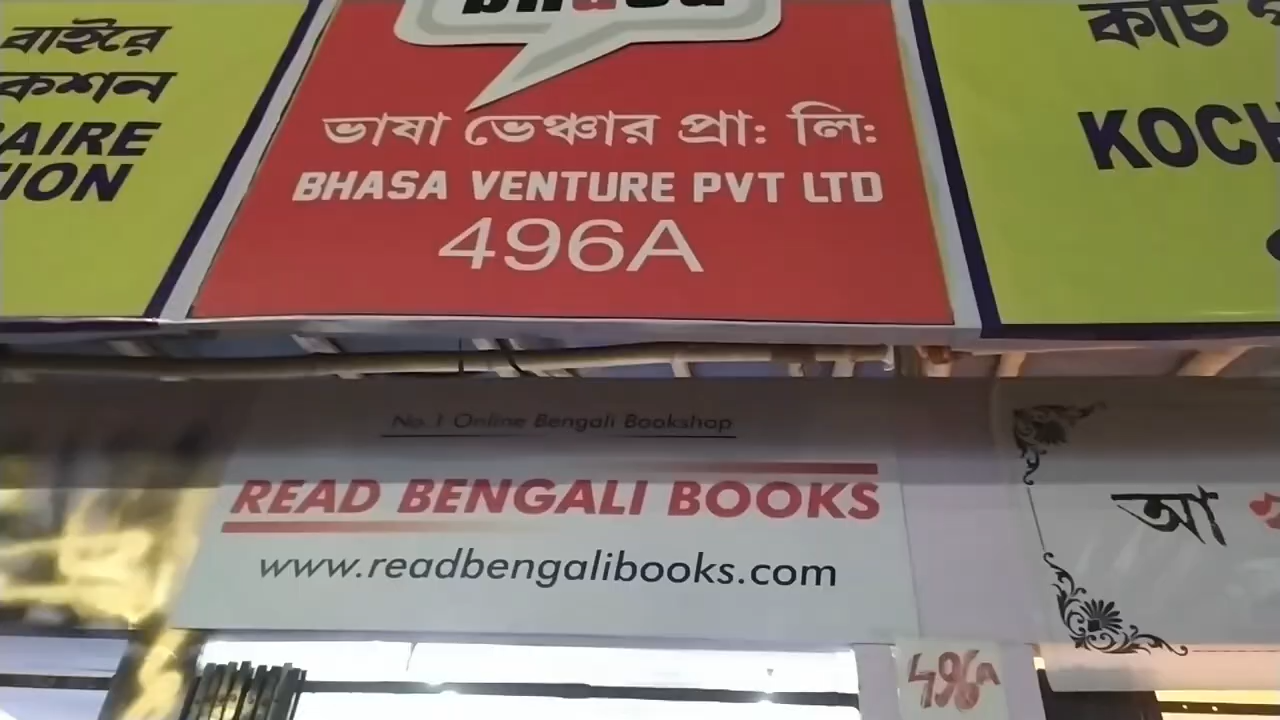 বাইরে
AIRE
ION
bhasa
ভাষা ভেঞ্চার প্রা: লি:
BHASA VENTURE PVT LTD
496A
KOCH
No.1 Online Bengali Bookshop
READ BENGALI BOOKS
www.readbengalibooks.com
আ
496A